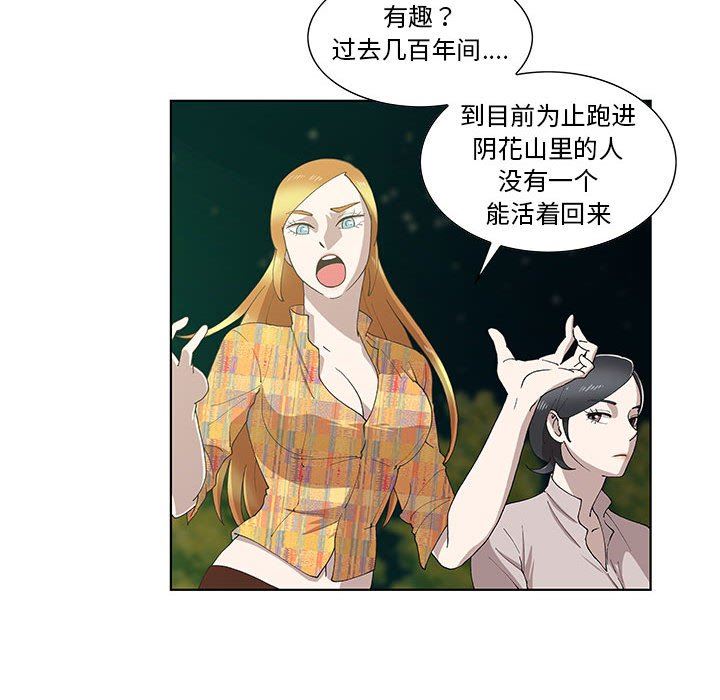 有趣？
过去几百年间....
到目前为止跑进
阴花山里的人
没有一个
能活着回来